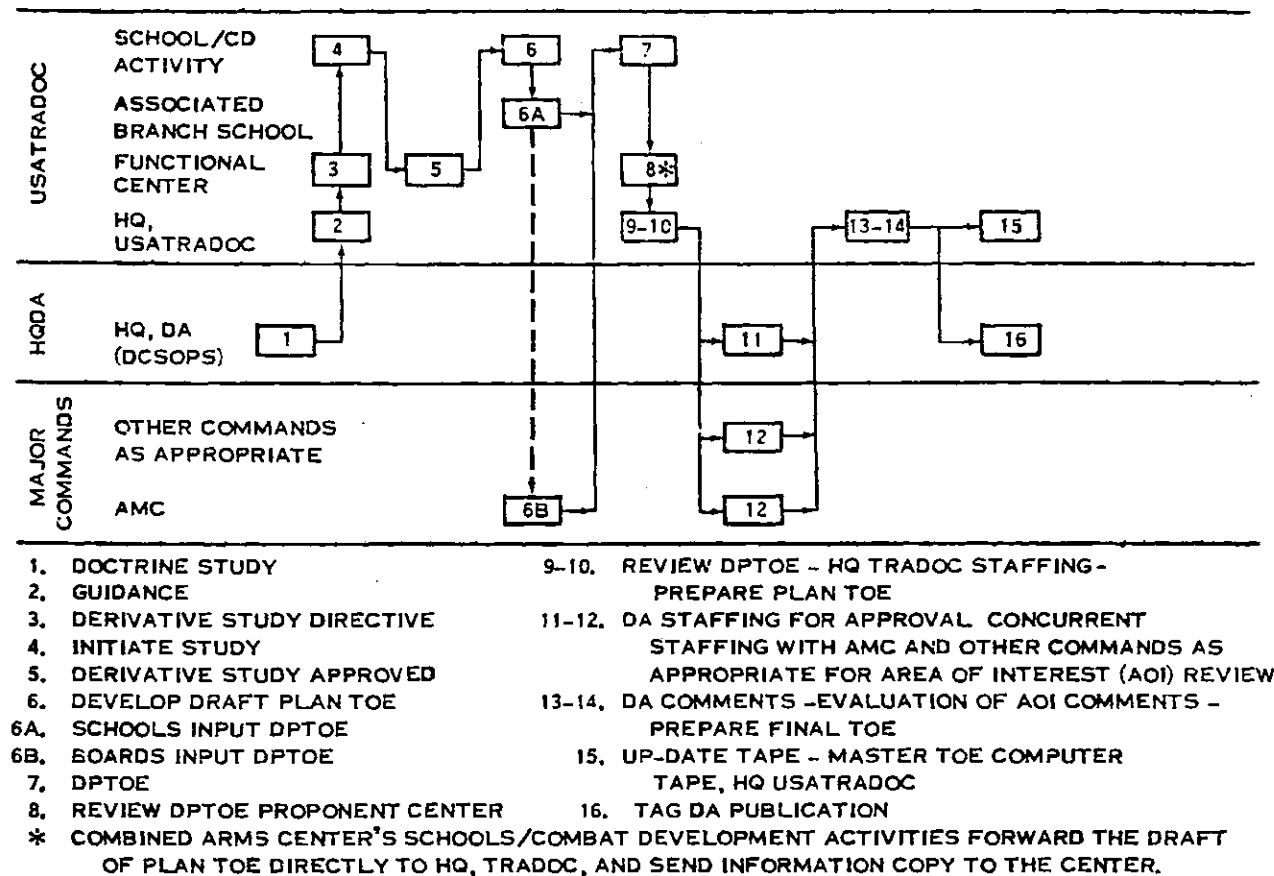 USATRADOC
SCHOOL/CD
ACTIVITY
4
6
7
ASSOCIATED
BRANCH SCHOOL
6A
FUNCTIONAL
CENTER
3
5
8*
HQ,
USATRADOC
2
9-10
13-14
15
HQDA
HQ, DA
(DCSOPS)
1
11
16
MAJOR
COMMANDS
OTHER COMMANDS
AS APPROPRIATE
12
AMC
6B
12
1. DOCTRINE STUDY
2. GUIDANCE
3. DERIVATIVE STUDY DIRECTIVE
4. INITIATE STUDY
5. DERIVATIVE STUDY APPROVED
6. DEVELOP DRAFT PLAN TOE
6A. SCHOOLS INPUT DPTOE
6B. BOARDS INPUT DPTOE
7. DPTOE
8. REVIEW DPTOE PROPONENT CENTER
9-10. REVIEW DPTOE - HQ TRADOC STAFFING-
PREPARE PLAN TOE
11-12. DA STAFFING FOR APPROVAL CONCURRENT
STAFFING WITH AMC AND OTHER COMMANDS AS
APPROPRIATE FOR AREA OF INTEREST (AOI) REVIEW
13-14. DA COMMENTS -EVALUATION OF AOI COMMENTS -
PREPARE FINAL TOE
15. UP-DATE TAPE - MASTER TOE COMPUTER
TAPE, HQ USATRADOC
16. TAG DA PUBLICATION
* COMBINED ARMS CENTER'S SCHOOLS/COMBAT DEVELOPMENT ACTIVITIES FORWARD THE DRAFT
OF PLAN TOE DIRECTLY TO HQ, TRADOC, AND SEND INFORMATION COPY TO THE CENTER.